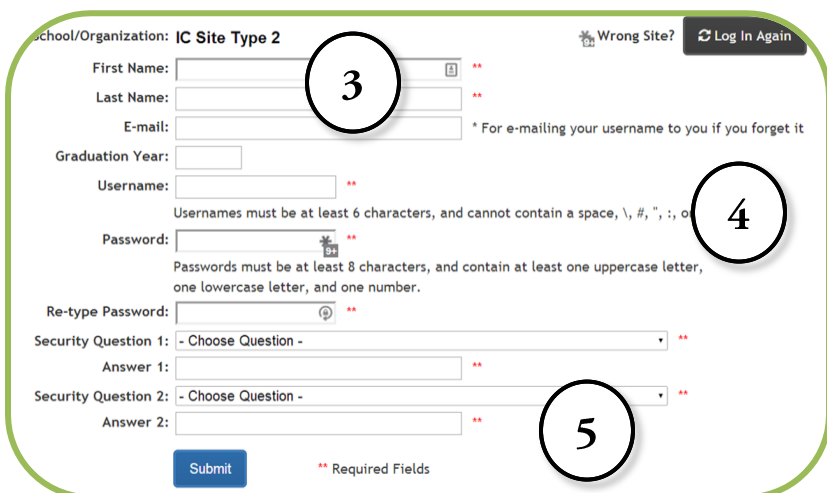 School/Organization: IC Site Type 2 Wrong Site? Log In Again
First Name: **
3
Last Name: **
E-mail: * For e-mailing your username to you if you forget it
Graduation Year:
Username: **
4
Usernames must be at least 6 characters, and cannot contain a space, \, #, ", :,
Password: 9+ **
Passwords must be at least 8 characters, and contain at least one uppercase letter,
one lowercase letter, and one number.
Re-type Password: **
Security Question 1: - Choose Question - **
Answer 1: **
Security Question 2: - Choose Question - **
Answer 2: **
5
Submit ** Required Fields